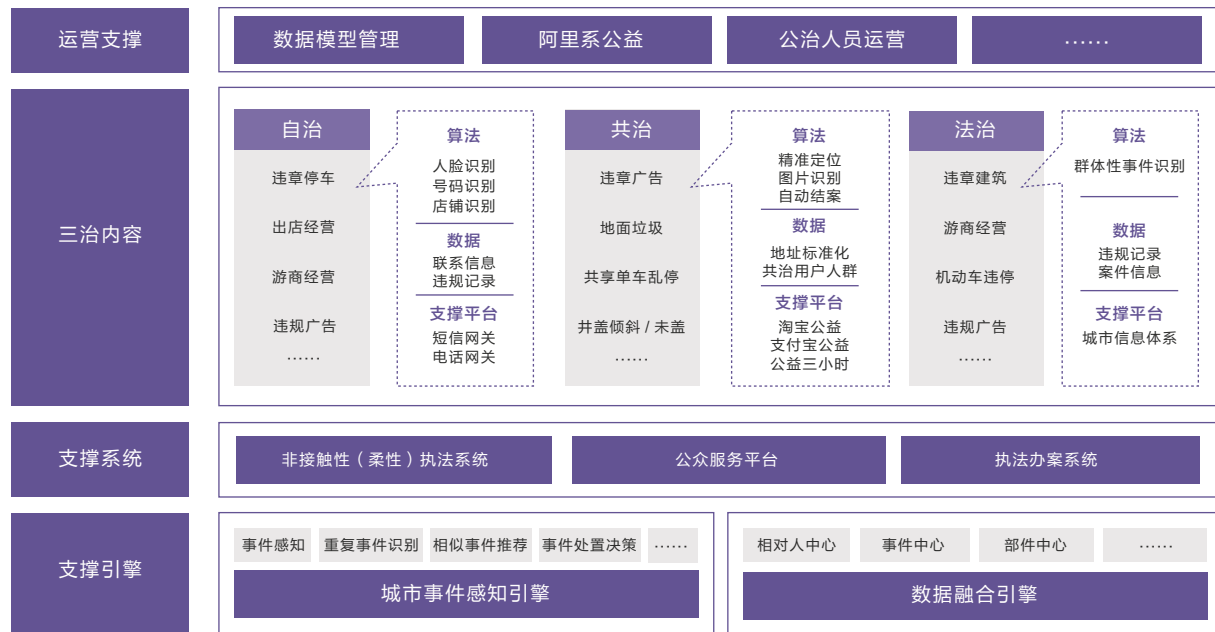 运营支撑
数据模型管理
阿里系公益
公治人员运营
……
三治内容
自治
违章停车
出店经营
游商经营
违规广告
……
算法
人脸识别
号码识别
店铺识别
数据
联系信息
违规记录
支撑平台
短信网关
电话网关
共治
违章广告
地面垃圾
共享单车乱停
井盖倾斜 / 未盖
……
算法
精准定位
图片识别
自动结案
数据
地址标准化
共治用户人群
支撑平台
淘宝公益
支付宝公益
公益三小时
法治
违章建筑
游商经营
机动车违停
违规广告
……
算法
群体性事件识别
数据
违规记录
案件信息
支撑平台
城市信息体系
支撑系统
非接触性（柔性）执法系统
公众服务平台
执法办案系统
支撑引擎
事件感知
重复事件识别
相似事件推荐
事件处置决策
……
城市事件感知引擎
相对人中心
事件中心
部件中心
……
数据融合引擎